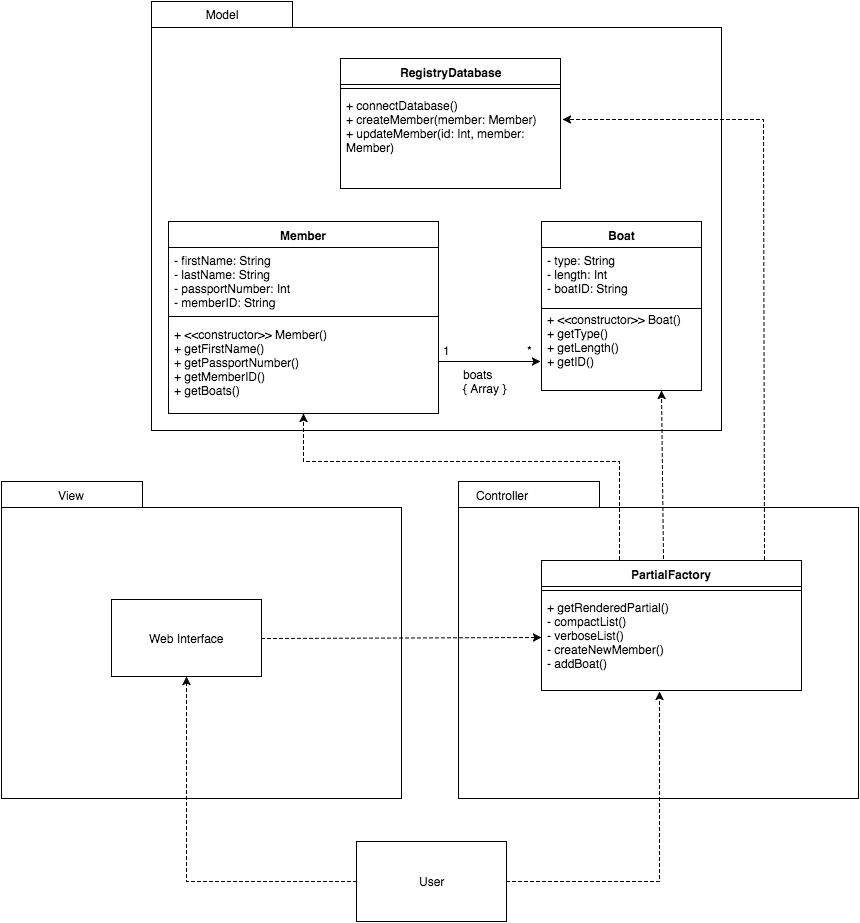 Model
RegistryDatabase
+ connectDatabase()
+ createMember(member: Member)
+ updateMember(id: Int, member:
Member)
Member
- firstName: String
- lastName: String
- passportNumber: Int
- memberID: String
+ <<constructor>> Member()
+ getFirstName()
+ getPassportNumber()
+ getMemberID()
+ getBoats()
1
*
boats
{ Array }
Boat
- type: String
- length: Int
- boatID: String
+ <<constructor>> Boat()
+ getType()
+ getLength()
+ getID()
View
Web Interface
Controller
PartialFactory
+ getRenderedPartial()
- compactList()
- verboseList()
- createNewMember()
- addBoat()
User